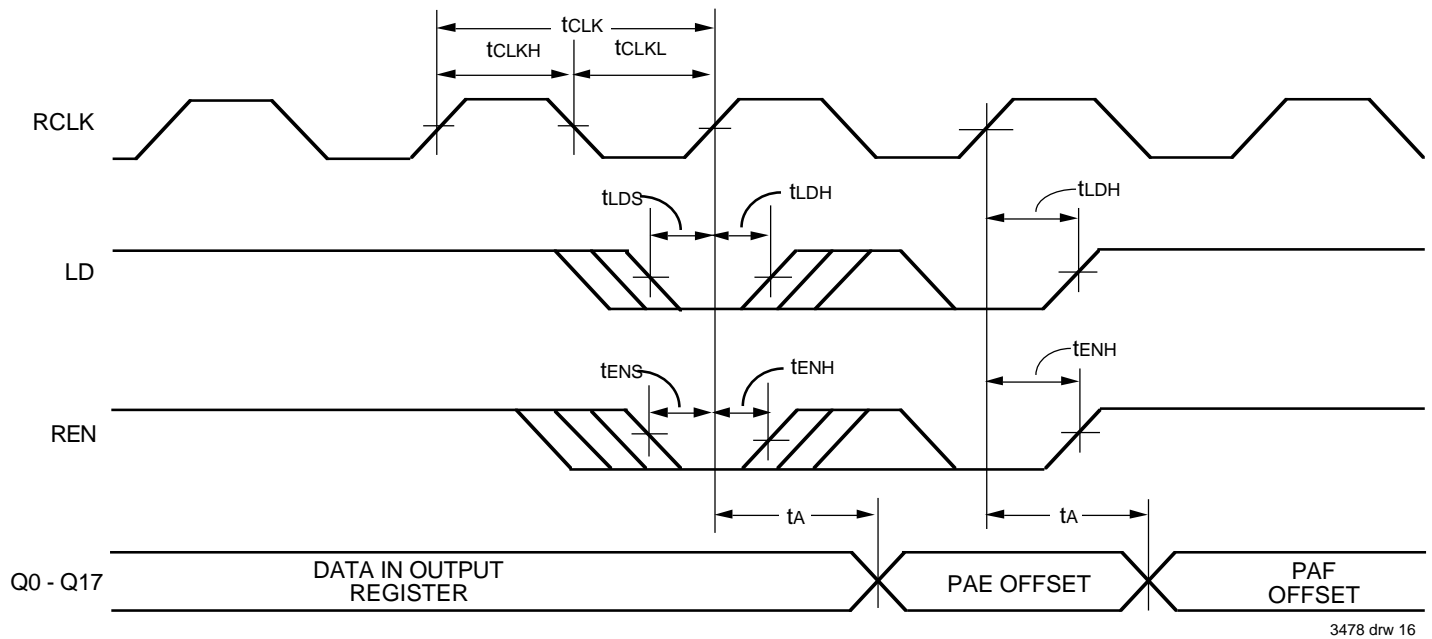 tCLK
tCLKH tCLKL
RCLK
tLDS tLDH tLDH
LD
tENS tENH tENH
REN
tA tA
Q0 - Q17
DATA IN OUTPUT
REGISTER
PAE OFFSET
PAF
OFFSET
3478 drw 16